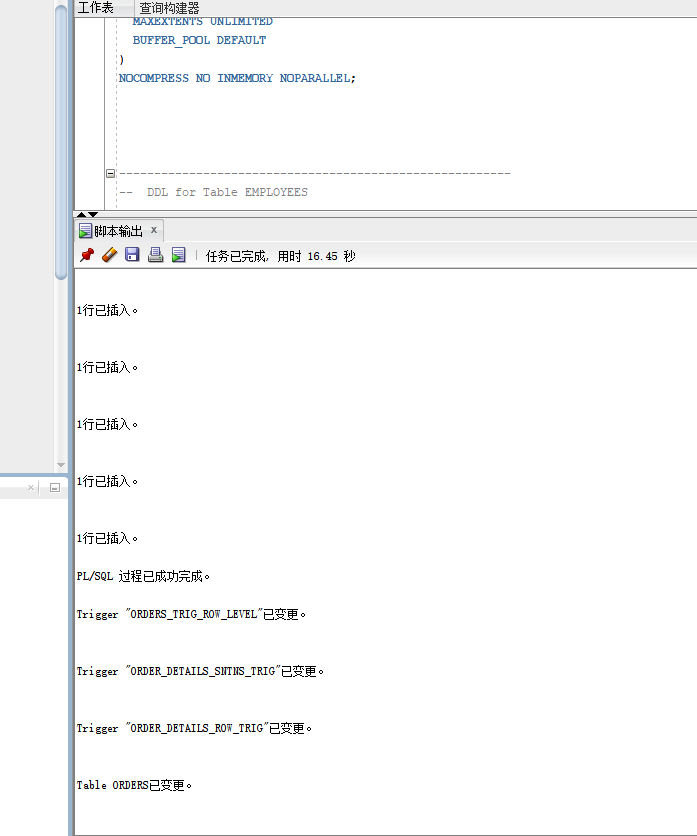 工作表 查询构建器
MAXEXTENTS UNLIMITED
BUFFER_POOL DEFAULT
)
NOCOMPRESS NO INMEMORY NOPARALLEL;
--------------------------------------------------------
--  DDL for Table EMPLOYEES
脚本输出 x
任务已完成, 用时 16.45 秒
1行已插入。
1行已插入。
1行已插入。
1行已插入。
1行已插入。
PL/SQL 过程已成功完成。
Trigger "ORDERS_TRIG_ROW_LEVEL"已变更。
Trigger "ORDER_DETAILS_SNTNS_TRIG"已变更。
Trigger "ORDER_DETAILS_ROW_TRIG"已变更。
Table ORDERS已变更。